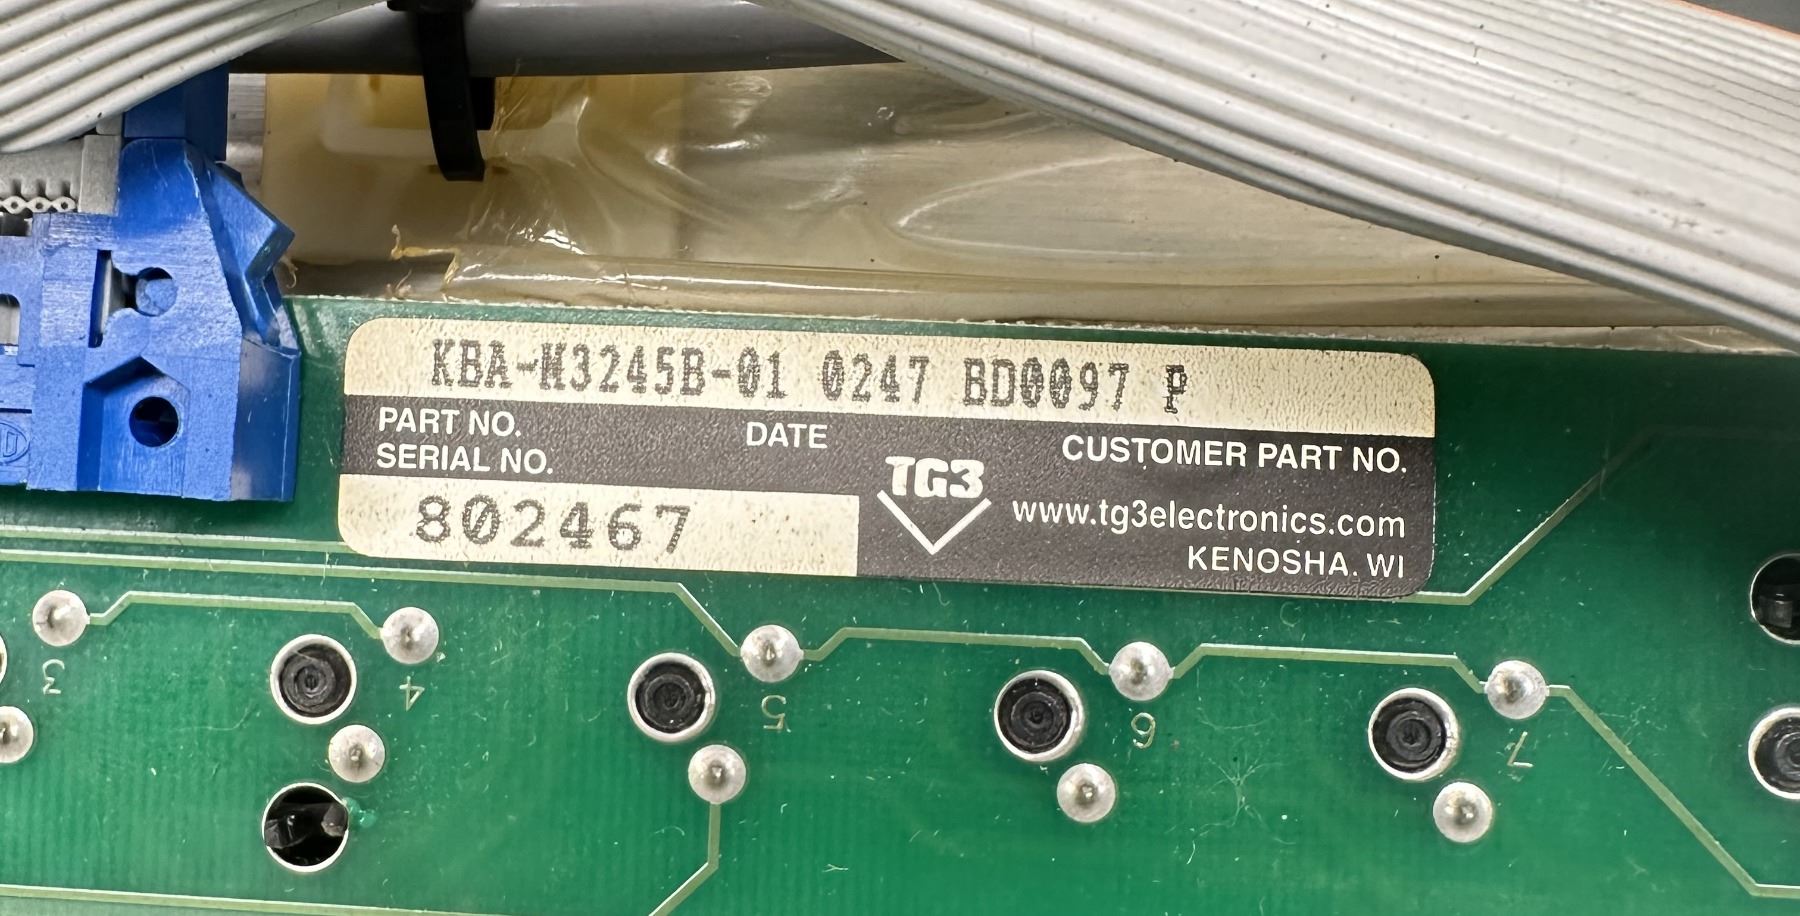 KBA-M3245B-01 0247 BD0097 P
PART NO. DATE CUSTOMER PART NO.
SERIAL NO.
TG3
802467
www.tg3electronics.com
KENOSHA. WI
3
4
5
6
7